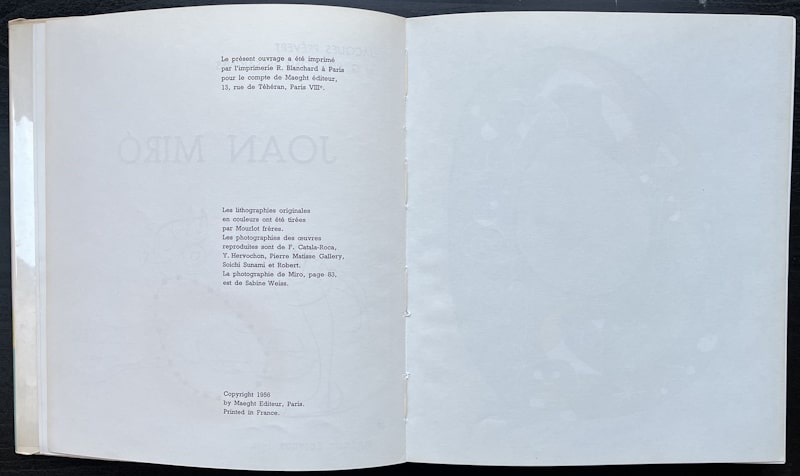 Le présent ouvrage a été imprimé
par l'imprimerie R. Blanchard à Paris
pour le compte de Maeght éditeur,
13, rue de Téhéran, Paris VIIIe.
JOAN MIRÓ
Les lithographies originales
en couleurs ont été tirées
par Mourlot frères.
Les photographies des œuvres
reproduites sont de F. Catala-Roca,
Y. Hervochon, Pierre Matisse Gallery,
Soichi Sunami et Robert.
La photographie de Miro, page 83,
est de Sabine Weiss.
Copyright 1956
by Maeght Editeur, Paris.
Printed in France.